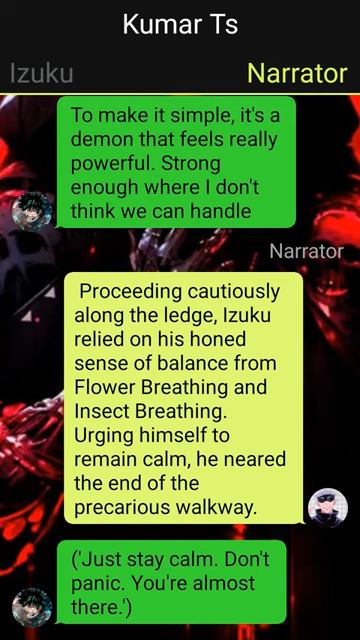 Kumar Ts
Izuku
Narrator
To make it simple, it's a
demon that feels really
powerful. Strong
enough where I don't
think we can handle
Narrator
Proceeding cautiously
along the ledge, Izuku
relied on his honed
sense of balance from
Flower Breathing and
Insect Breathing.
Urging himself to
remain calm, he neared
the end of the
precarious walkway.
('Just stay calm. Don't
panic. You're almost
there.')